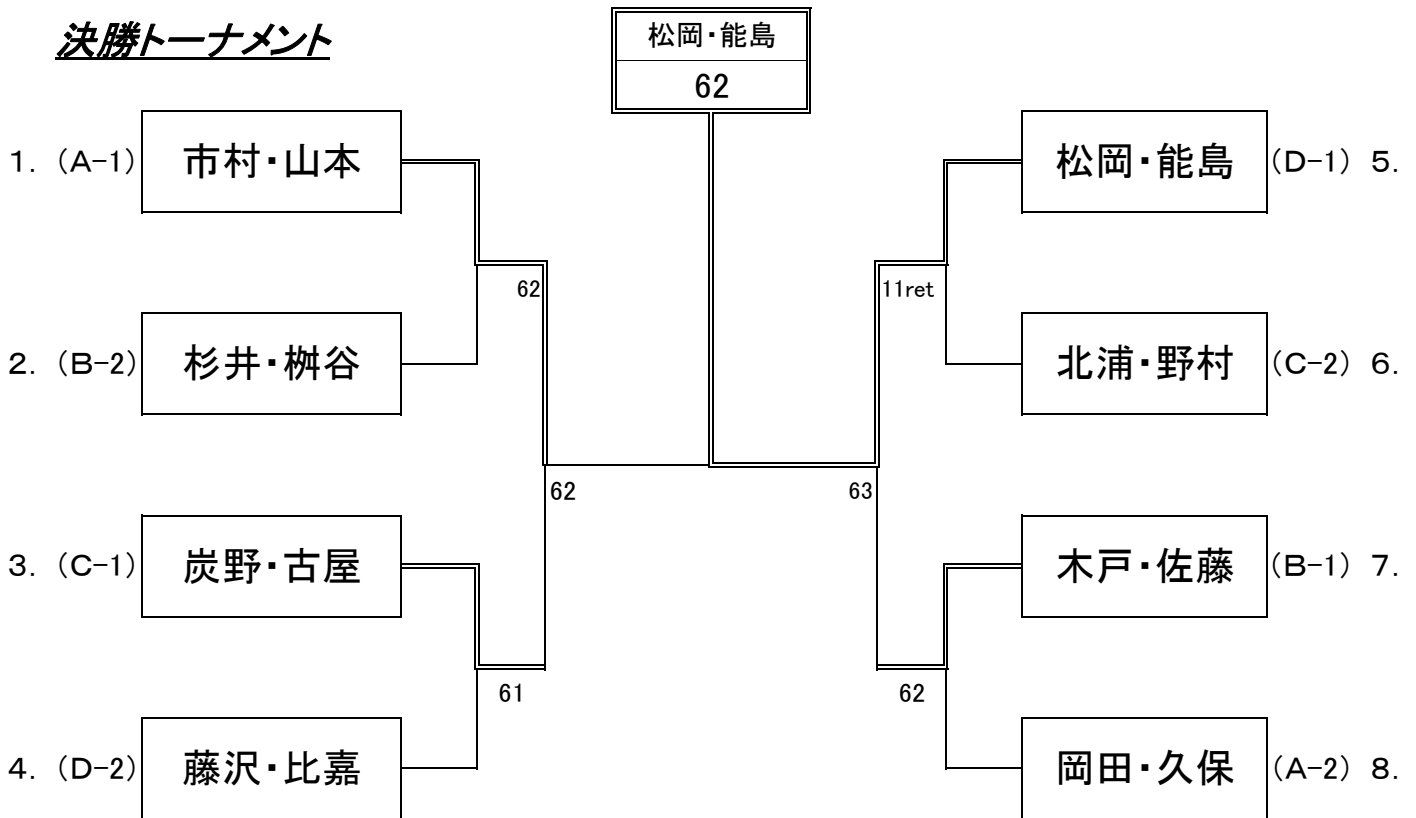 決勝トーナメント
松岡・能島
62
1. (A-1) 市村・山本
松岡・能島 (D-1) 5.
62
11ret
2. (B-2) 杉井・桝谷
北浦・野村 (C-2) 6.
62
63
3. (C-1) 炭野・古屋
木戸・佐藤 (B-1) 7.
61
62
4. (D-2) 藤沢・比嘉
岡田・久保 (A-2) 8.